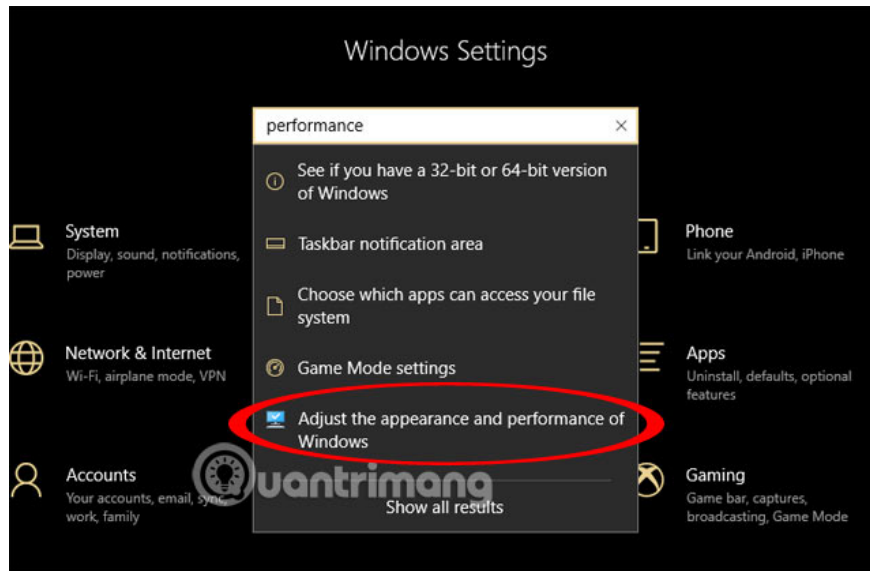 Windows Settings
performance
See if you have a 32-bit or 64-bit version
of Windows
Taskbar notification area
Choose which apps can access your file
system
Game Mode settings
Adjust the appearance and performance of
Windows
Show all results
System
Display, sound, notifications,
power
Network & Internet
Wi-Fi, airplane mode, VPN
Accounts
Your accounts, email, sync,
work, family
Phone
Link your Android, iPhone
Apps
Uninstall, defaults, optional
features
Gaming
Game bar, captures,
broadcasting, Game Mode
Quantrimang